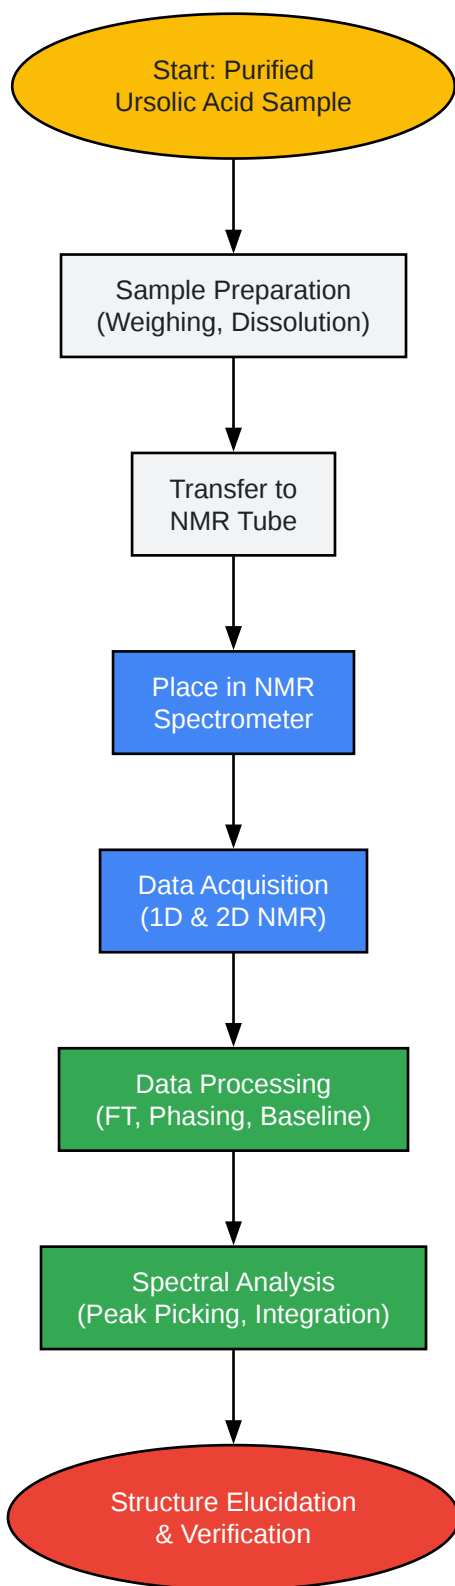 Start: Purified
Ursolic Acid Sample
Sample Preparation
(Weighing, Dissolution)
Transfer to
NMR Tube
Place in NMR
Spectrometer
Data Acquisition
(1D & 2D NMR)
Data Processing
(FT, Phasing, Baseline)
Spectral Analysis
(Peak Picking, Integration)
Structure Elucidation
& Verification